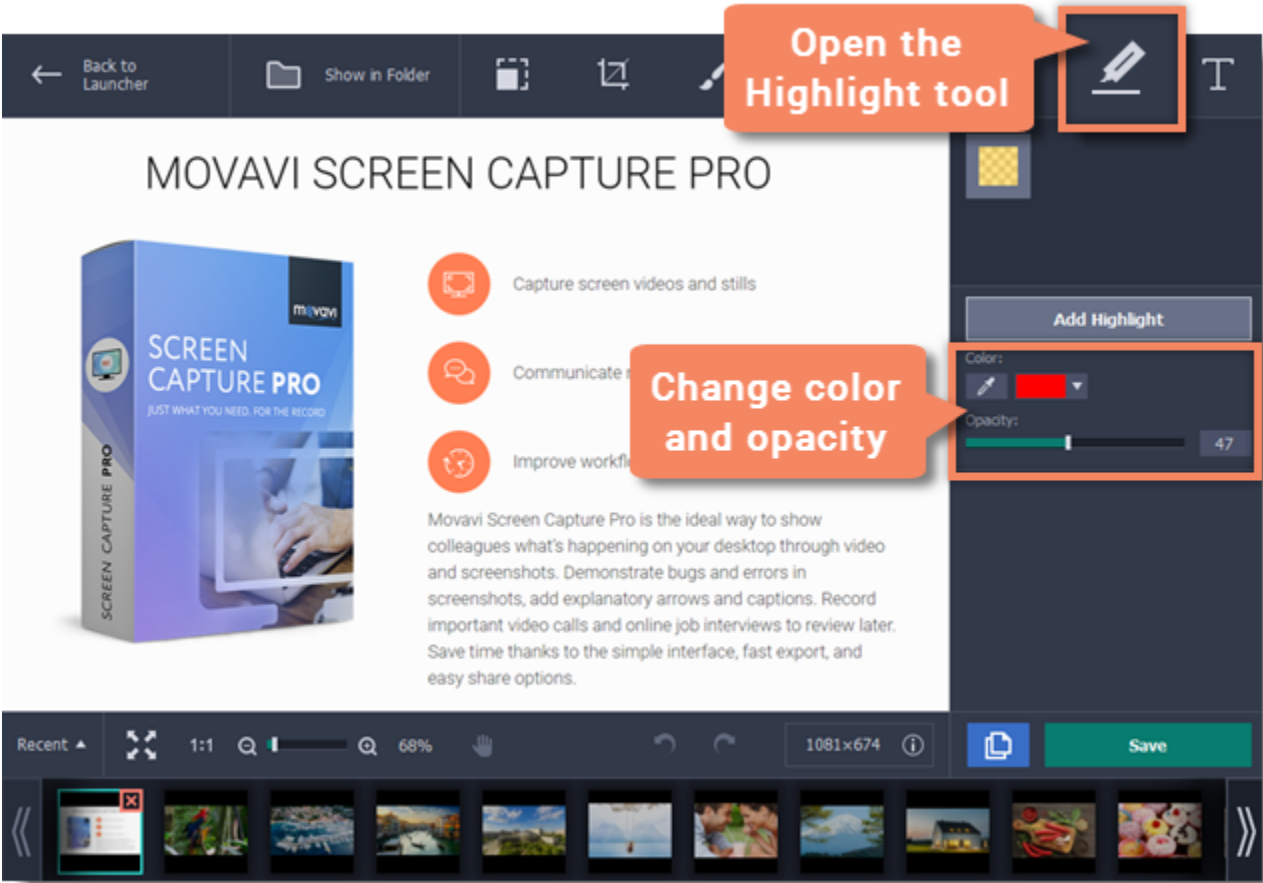 Open the
Highlight tool
Back to
Launcher
Show in Folder
T
MOVAVI SCREEN CAPTURE PRO
movavi
SCREEN
CAPTURE PRO
JUST WHAT YOU NEED. FOR THE RECORD
SCREEN CAPTURE PRO
Capture screen videos and stills
Communicate
Improve
Add Highlight
Color:
Change color
and opacity
Opacity:
47
Movavi Screen Capture Pro is the ideal way to show
colleagues what's happening on your desktop through video
and screenshots. Demonstrate bugs and errors in
screenshots, add explanatory arrows and captions. Record
important video calls and online job interviews to review later.
Save time thanks to the simple interface, fast export, and
easy share options.
Recent
1:1
68%
1081×674
Save